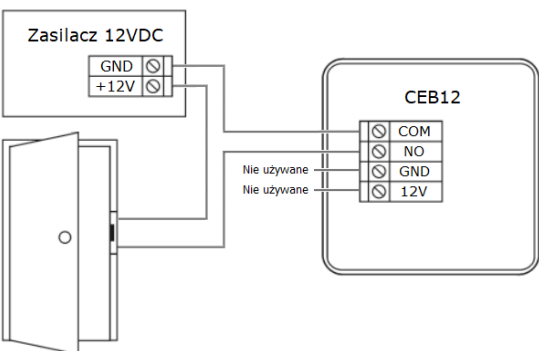 Zasilacz 12VDC
GND
+12V
CEB12
COM
NO
Nie używane
GND
Nie używane
12V